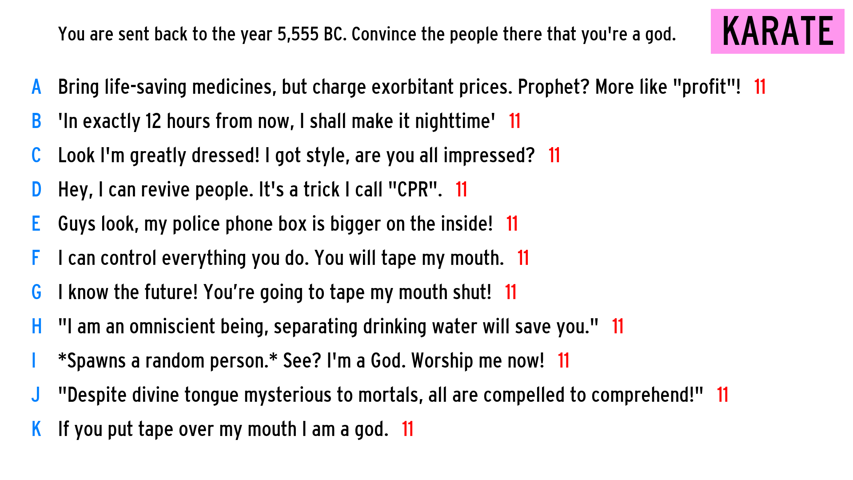 You are sent back to the year 5,555 BC. Convince the people there that you're a god.
KARATE
A Bring life-saving medicines, but charge exorbitant prices. Prophet? More like "profit"! 11
B 'In exactly 12 hours from now, I shall make it nighttime' 11
C Look I'm greatly dressed! I got style, are you all impressed? 11
D Hey, I can revive people. It's a trick I call "CPR". 11
E Guys look, my police phone box is bigger on the inside! 11
F I can control everything you do. You will tape my mouth. 11
G I know the future! You’re going to tape my mouth shut! 11
H "I am an omniscient being, separating drinking water will save you." 11
I *Spawns a random person.* See? I'm a God. Worship me now! 11
J "Despite divine tongue mysterious to mortals, all are compelled to comprehend!" 11
K If you put tape over my mouth I am a god. 11